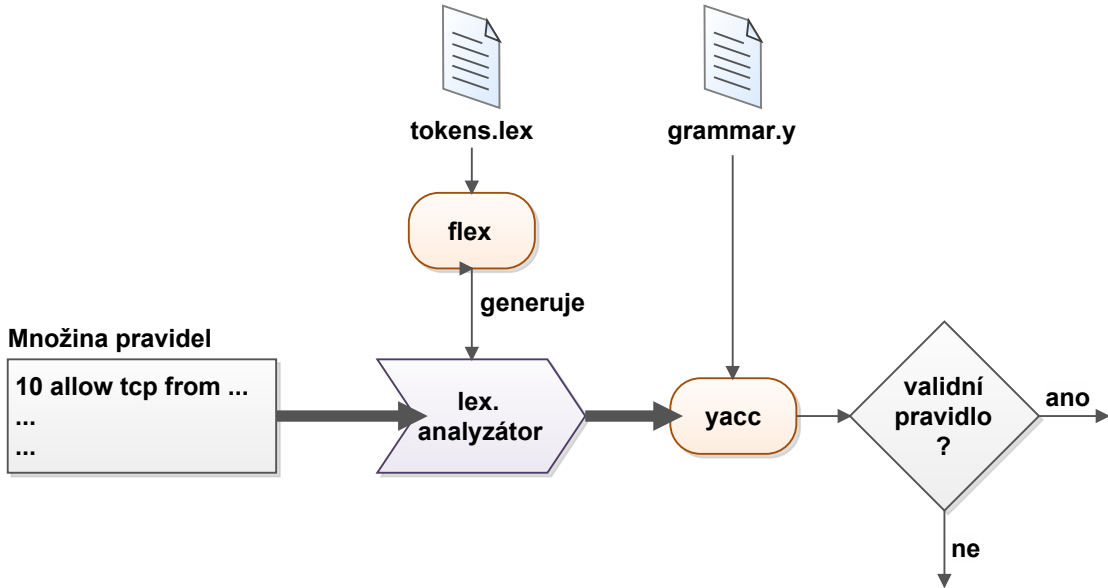 tokens.lex
grammar.y
flex
generuje
Množina pravidel
10 allow tcp from ...
...
...
lex.
analyzátor
yacc
validní
pravidlo
?
ano
ne